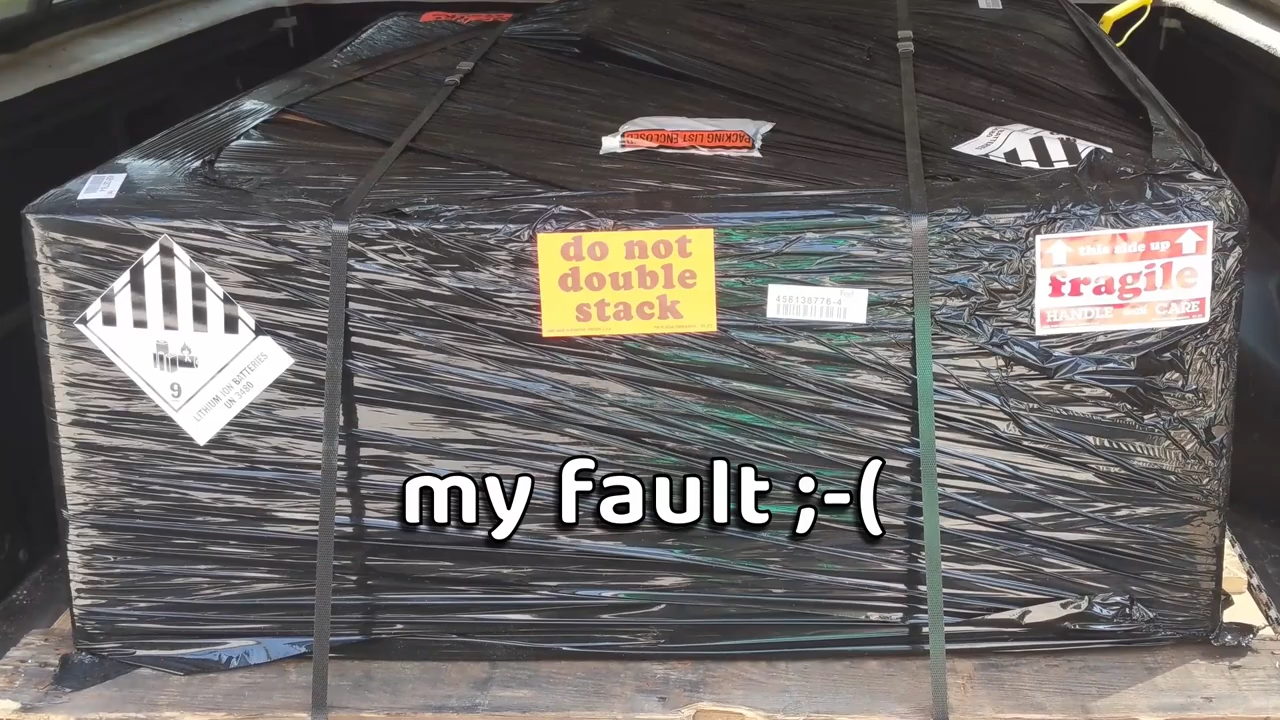 PACKING LIST ENCLOSED
do not
double
stack
this side up
fragile
HANDLE CARE
456136776-4
9
LITHIUM ION BATTERIES
UN 3480
my fault ;-(